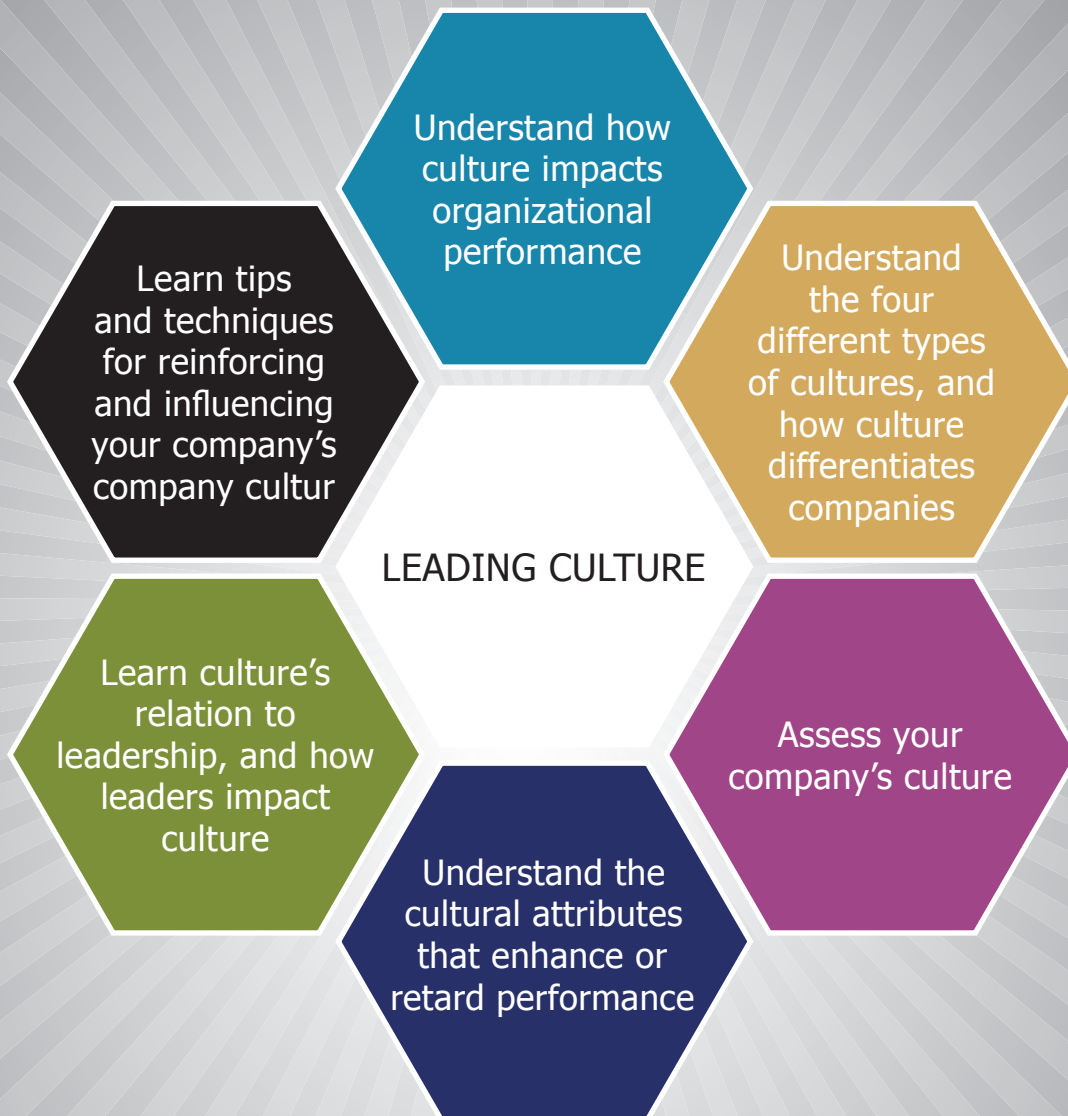 Understand how
culture impacts
organizational
performance
Understand
the four
different types
of cultures, and
how culture
differentiates
companies
Assess your
company’s culture
Understand the
cultural attributes
that enhance or
retard performance
Learn culture’s
relation to
leadership, and how
leaders impact
culture
Learn tips
and techniques
for reinforcing
and influencing
your company’s
company cultur
LEADING CULTURE